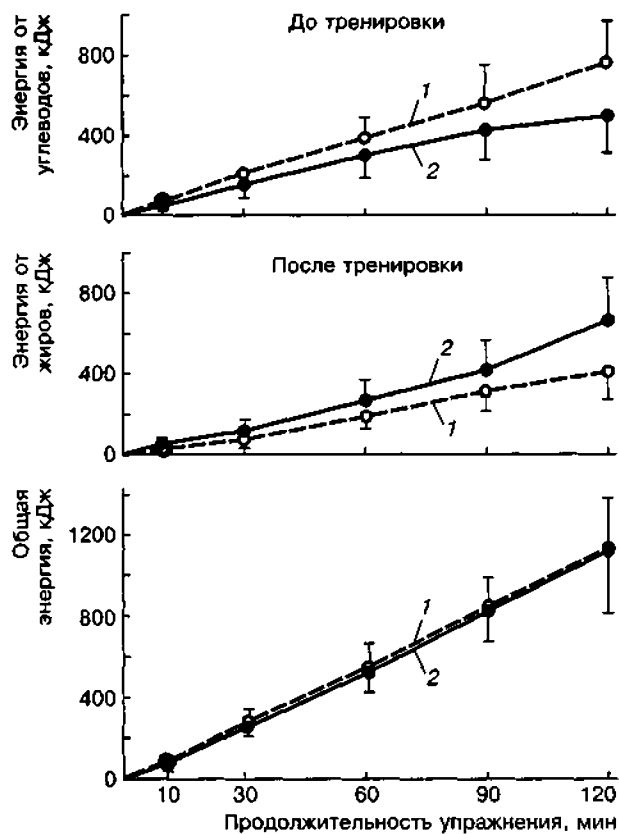 До тренировки
Энергия от
углеводов, кДж
800
400
0
1
2
После тренировки
Энергия от
жиров, кДж
800
400
0
2
1
Общая
энергия, кДж
1200
800
400
0
1
2
10 30 60 90 120
Продолжительность упражнения, мин